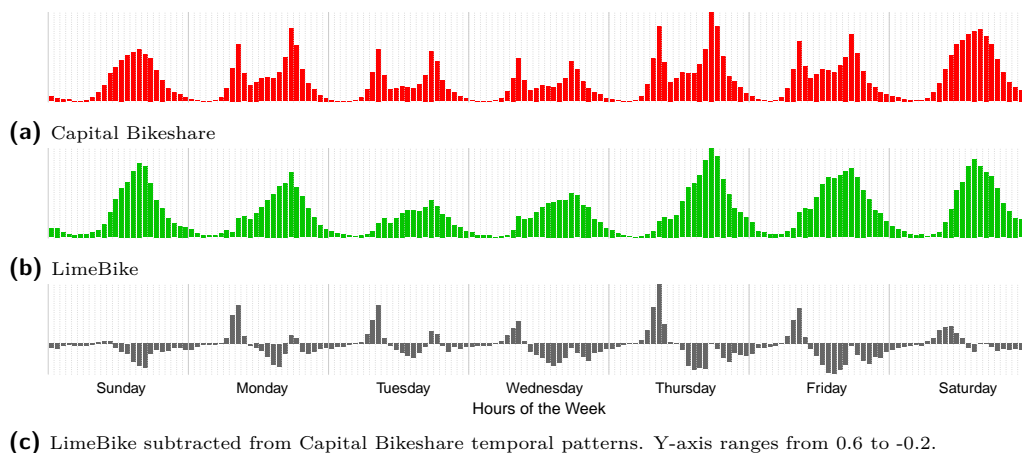 (a) Capital Bikeshare
(b) LimeBike
Sunday Monday Tuesday Wednesday Thursday Friday Saturday
Hours of the Week
(c) LimeBike subtracted from Capital Bikeshare temporal patterns. Y-axis ranges from 0.6 to -0.2.